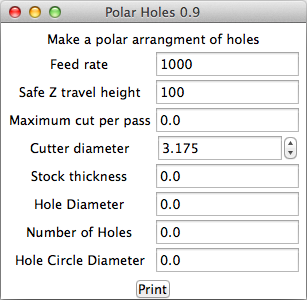 Polar Holes 0.9
Make a polar arrangment of holes
Feed rate 1000
Safe Z travel height 100
Maximum cut per pass 0.0
Cutter diameter 3.175
Stock thickness 0.0
Hole Diameter 0.0
Number of Holes 0.0
Hole Circle Diameter 0.0
Print